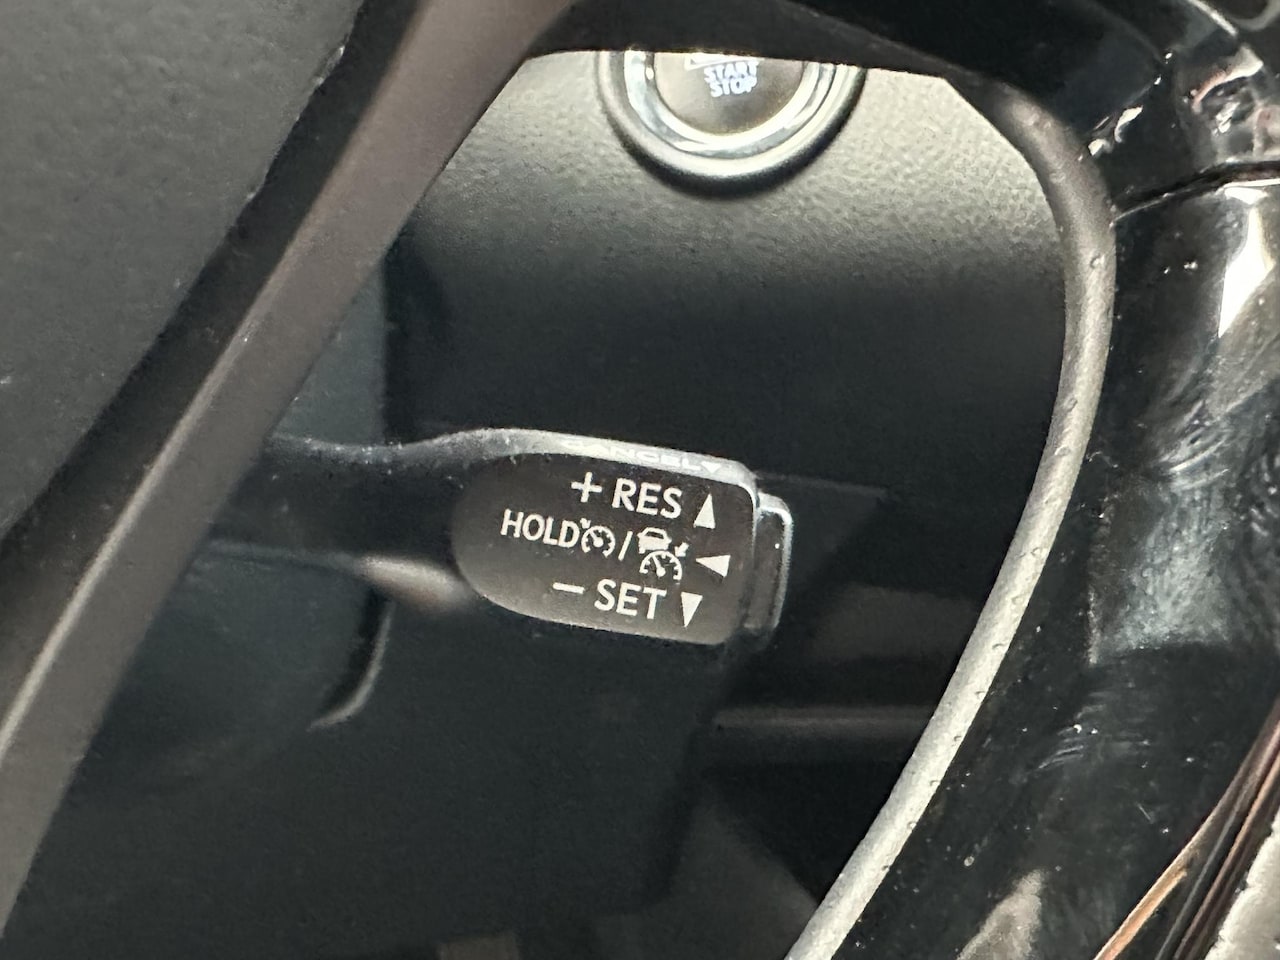 START
STOP
CANCEL
+ RES
HOLD /
− SET